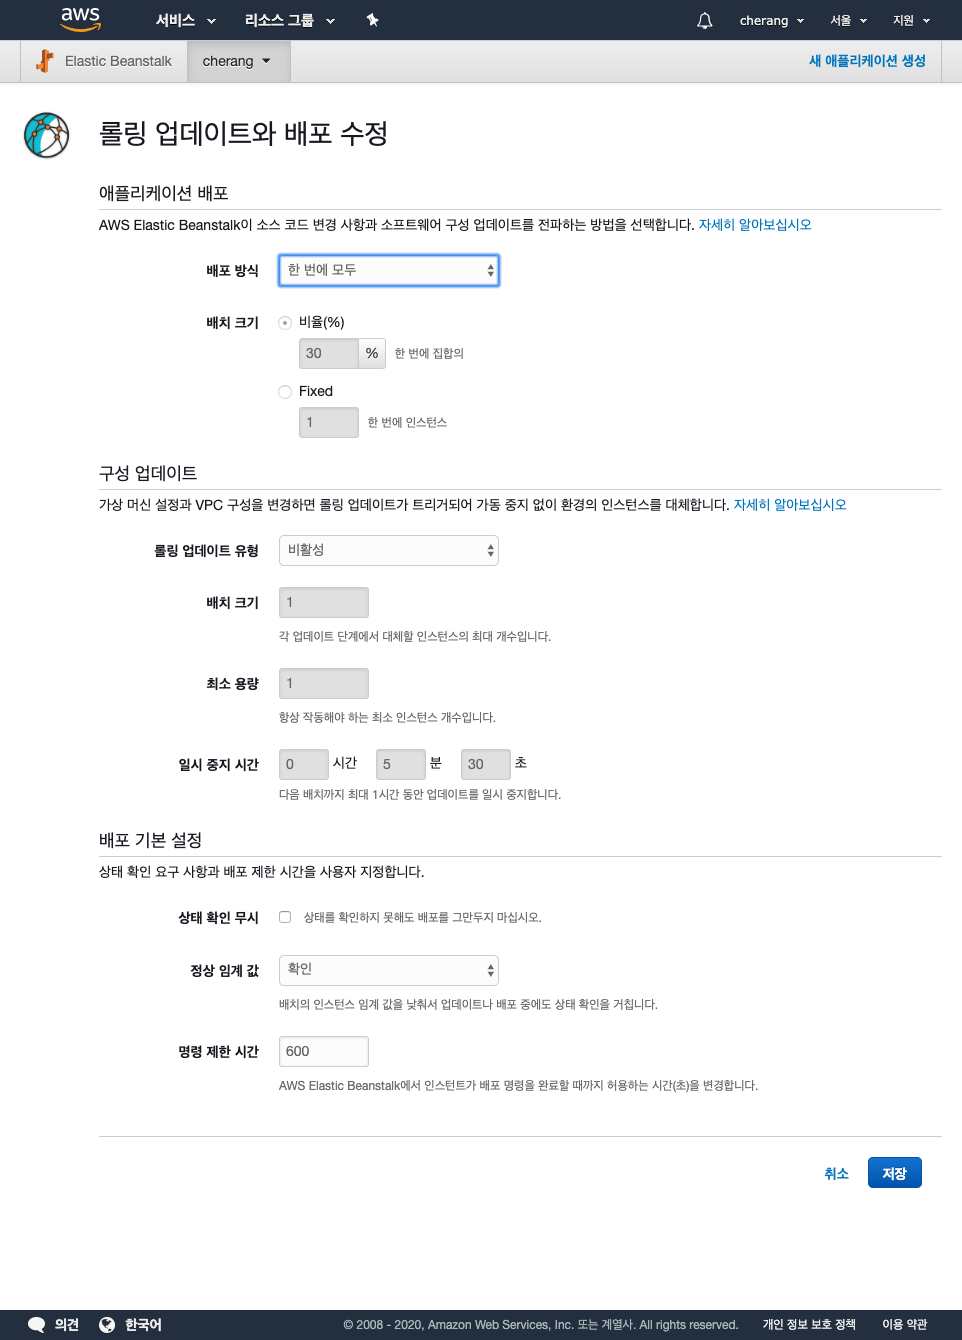 aws 서비스 리소스 그룹 cherang 서울 지원
Elastic Beanstalk cherang 새 애플리케이션 생성
롤링 업데이트와 배포 수정
애플리케이션 배포
AWS Elastic Beanstalk이 소스 코드 변경 사항과 소프트웨어 구성 업데이트를 전파하는 방법을 선택합니다. 자세히 알아보십시오
배포 방식 한 번에 모두
배치 크기 비율(%)
30 % 한 번에 집합의
Fixed
1 한 번에 인스턴스
구성 업데이트
가상 머신 설정과 VPC 구성을 변경하면 롤링 업데이트가 트리거되어 가동 중지 없이 환경의 인스턴스를 대체합니다. 자세히 알아보십시오
롤링 업데이트 유형 비활성
배치 크기 1
각 업데이트 단계에서 대체할 인스턴스의 최대 개수입니다.
최소 용량 1
항상 작동해야 하는 최소 인스턴스 개수입니다.
일시 중지 시간 0 시간 5 분 30 초
다음 배치까지 최대 1시간 동안 업데이트를 일시 중지합니다.
배포 기본 설정
상태 확인 요구 사항과 배포 제한 시간을 사용자 지정합니다.
상태 확인 무시 상태를 확인하지 못해도 배포를 그만두지 마십시오.
정상 임계 값 확인
배치의 인스턴스 임계 값을 낮춰서 업데이트나 배포 중에도 상태 확인을 거칩니다.
명령 제한 시간 600
AWS Elastic Beanstalk에서 인스턴트가 배포 명령을 완료할 때까지 허용하는 시간(초)을 변경합니다.
취소 저장
의견 한국어 © 2008 - 2020, Amazon Web Services, Inc. 또는 계열사. All rights reserved. 개인 정보 보호 정책 이용 약관